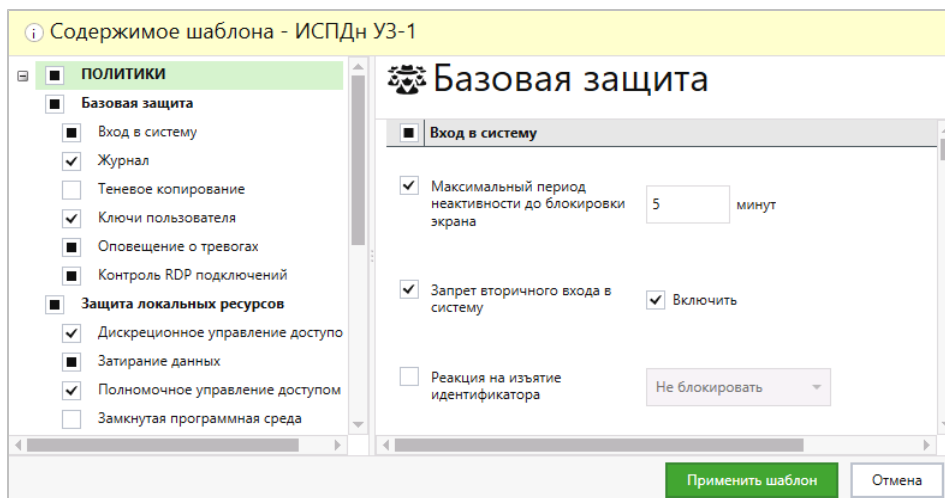 Содержимое шаблона - ИСПДн УЗ-1
ПОЛИТИКИ
Базовая защита
Вход в систему
Журнал
Теневое копирование
Ключи пользователя
Оповещение о тревогах
Контроль RDP подключений
Защита локальных ресурсов
Дискреционное управление доступо
Затирание данных
Полномочное управление доступом
Замкнутая программная среда
Базовая защита
Вход в систему
Максимальный период
неактивности до блокировки
экрана
5 минут
Запрет вторичного входа в
систему
Включить
Реакция на изъятие
идентификатора
Не блокировать
Применить шаблон
Отмена